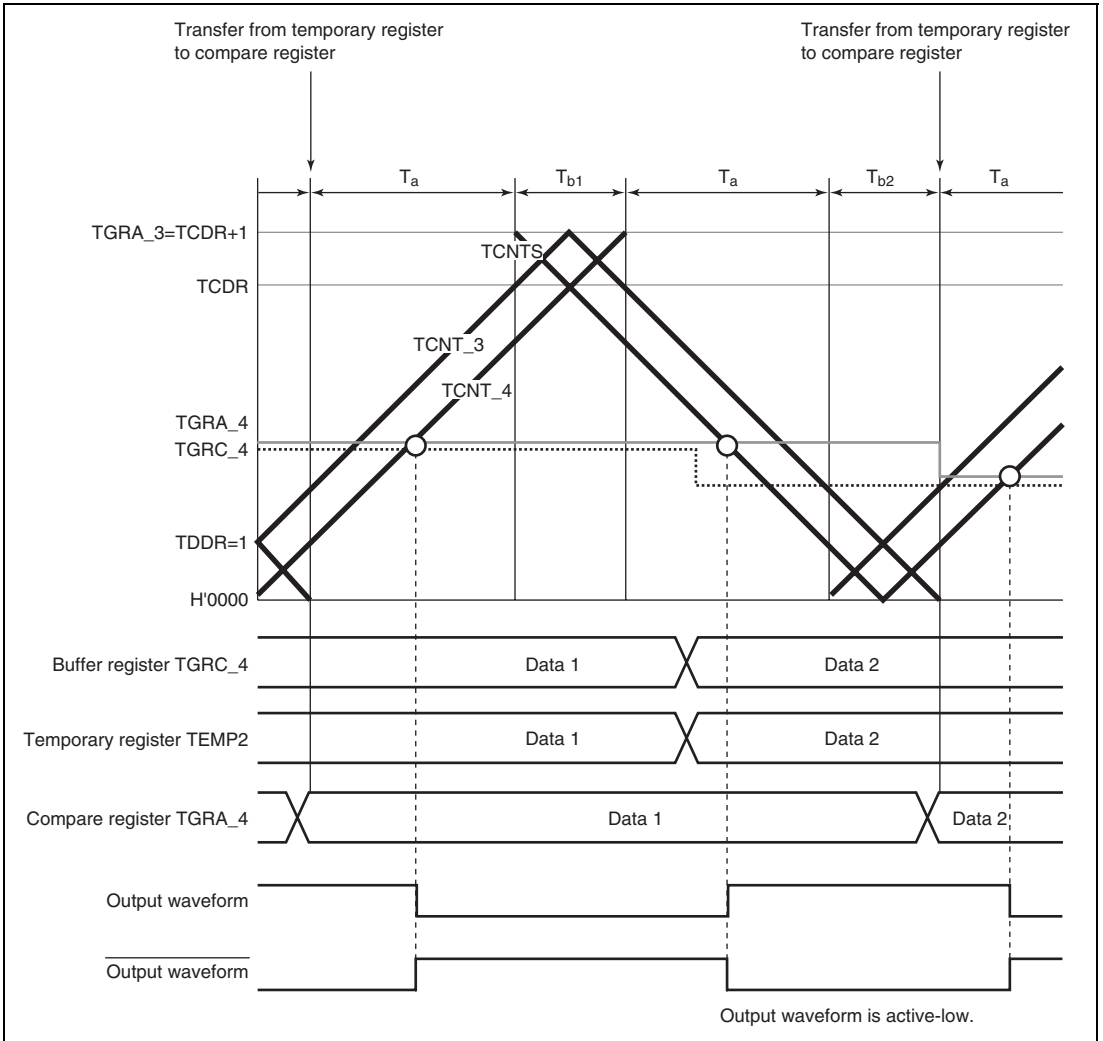 Transfer from temporary register
to compare register
Transfer from temporary register
to compare register
Ta
Tb1
Ta
Tb2
Ta
TGRA_3=TCDR+1
TCNTS
TCDR
TCNT_3
TCNT_4
TGRA_4
TGRC_4
TDDR=1
H'0000
Buffer register TGRC_4
Data 1
Data 2
Temporary register TEMP2
Data 1
Data 2
Compare register TGRA_4
Data 1
Data 2
Output waveform
Output waveform
Output waveform is active-low.